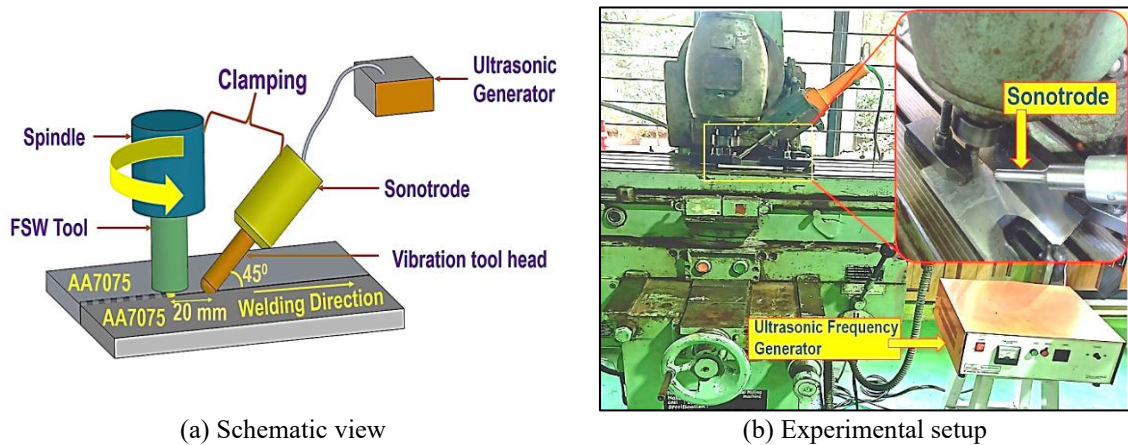 Clamping
Ultrasonic
Generator
Spindle
Sonotrode
FSW Tool
Vibration tool head
45⁰
AA7075
AA7075
20 mm
Welding Direction
(a) Schematic view
Sonotrode
Ultrasonic Frequency
Generator
(b) Experimental setup